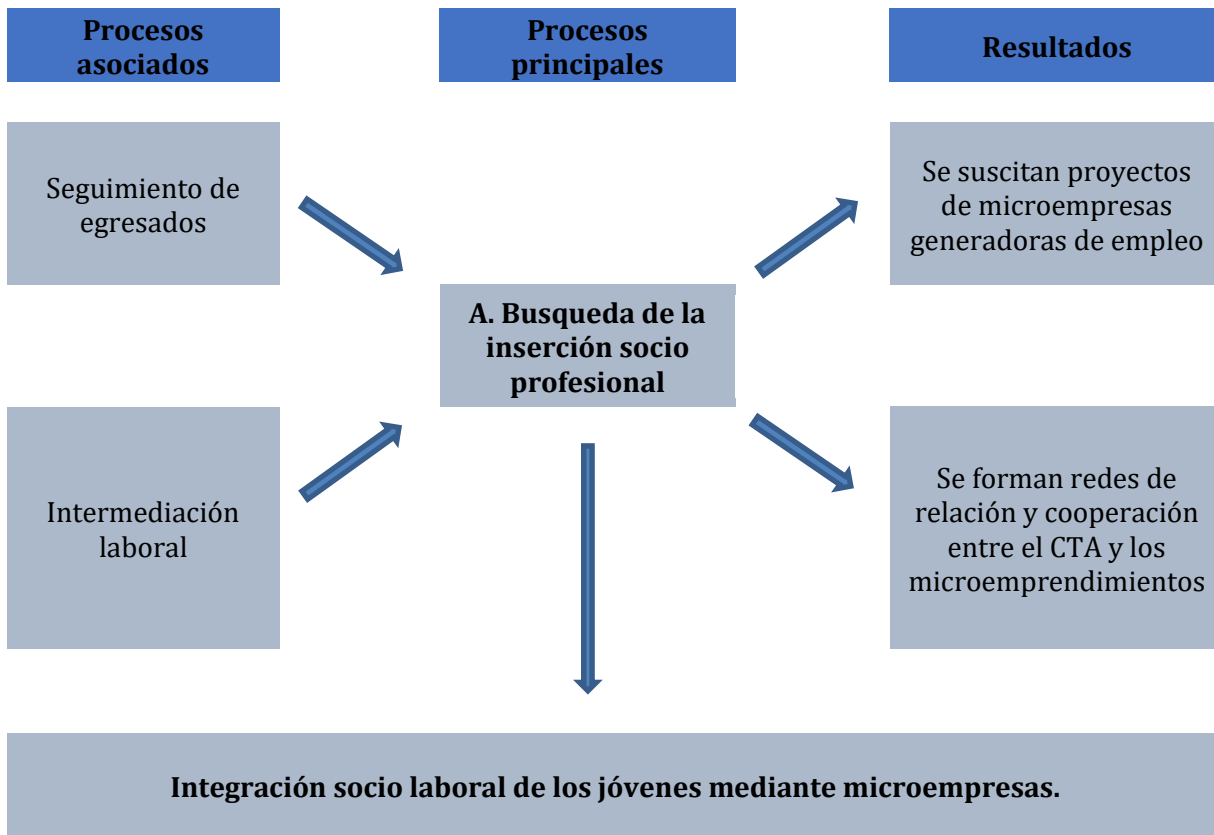 Procesos
asociados
Procesos
principales
Resultados
Seguimiento de
egresados
Se suscitan proyectos
de microempresas
generadoras de empleo
A. Busqueda de la
inserción socio
profesional
Intermediación
laboral
Se forman redes de
relación y cooperación
entre el CTA y los
microemprendimientos
Integración socio laboral de los jóvenes mediante microempresas.